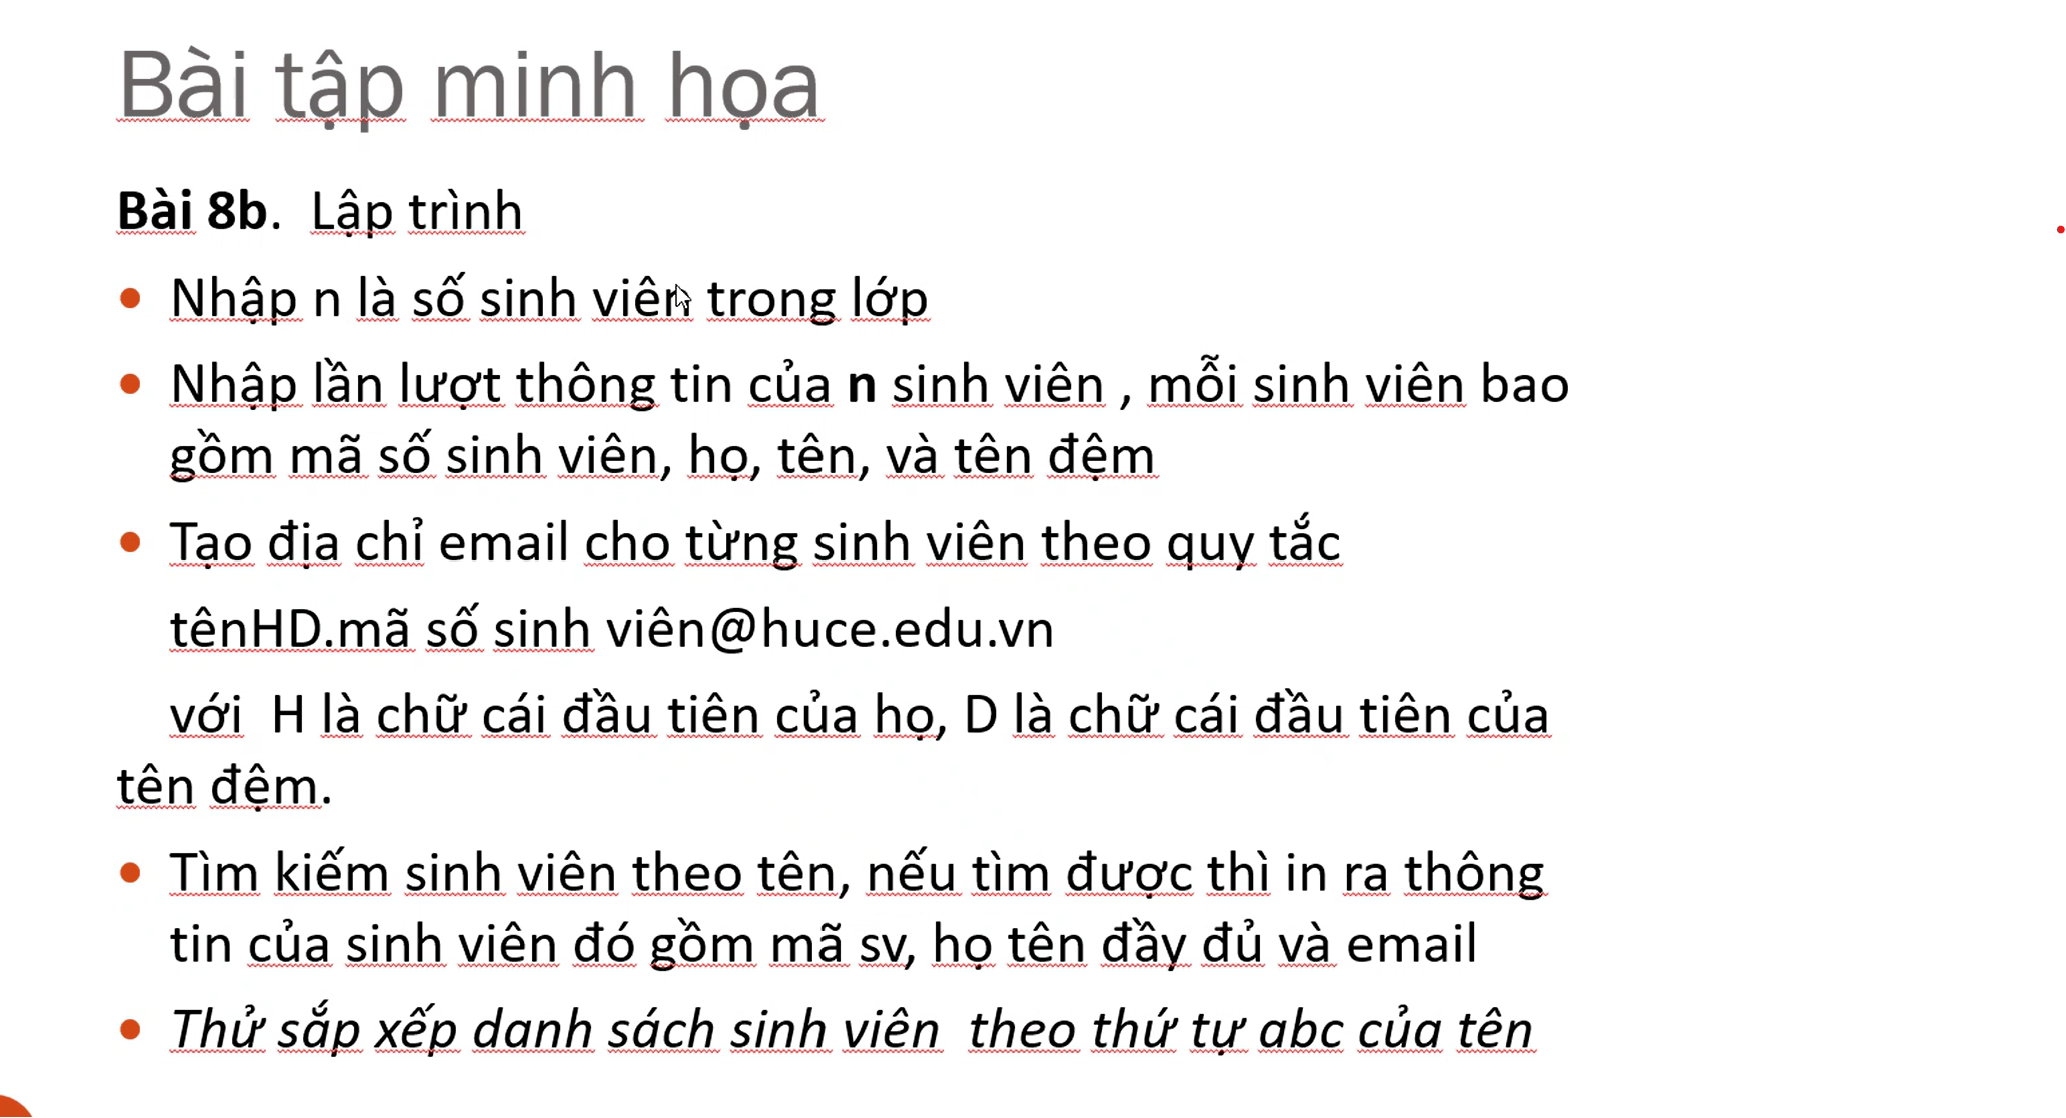 Bài tập minh họa
Bài 8b. Lập trình
• Nhập n là số sinh viên trong lớp
• Nhập lần lượt thông tin của n sinh viên , mỗi sinh viên bao
gồm mã số sinh viên, họ, tên, và tên đệm
• Tạo địa chỉ email cho từng sinh viên theo quy tắc
tênHD.mã số sinh viên@huce.edu.vn
với H là chữ cái đầu tiên của họ, D là chữ cái đầu tiên của
tên đệm.
• Tìm kiếm sinh viên theo tên, nếu tìm được thì in ra thông
tin của sinh viên đó gồm mã sv, họ tên đầy đủ và email
• Thử sắp xếp danh sách sinh viên theo thứ tự abc của tên